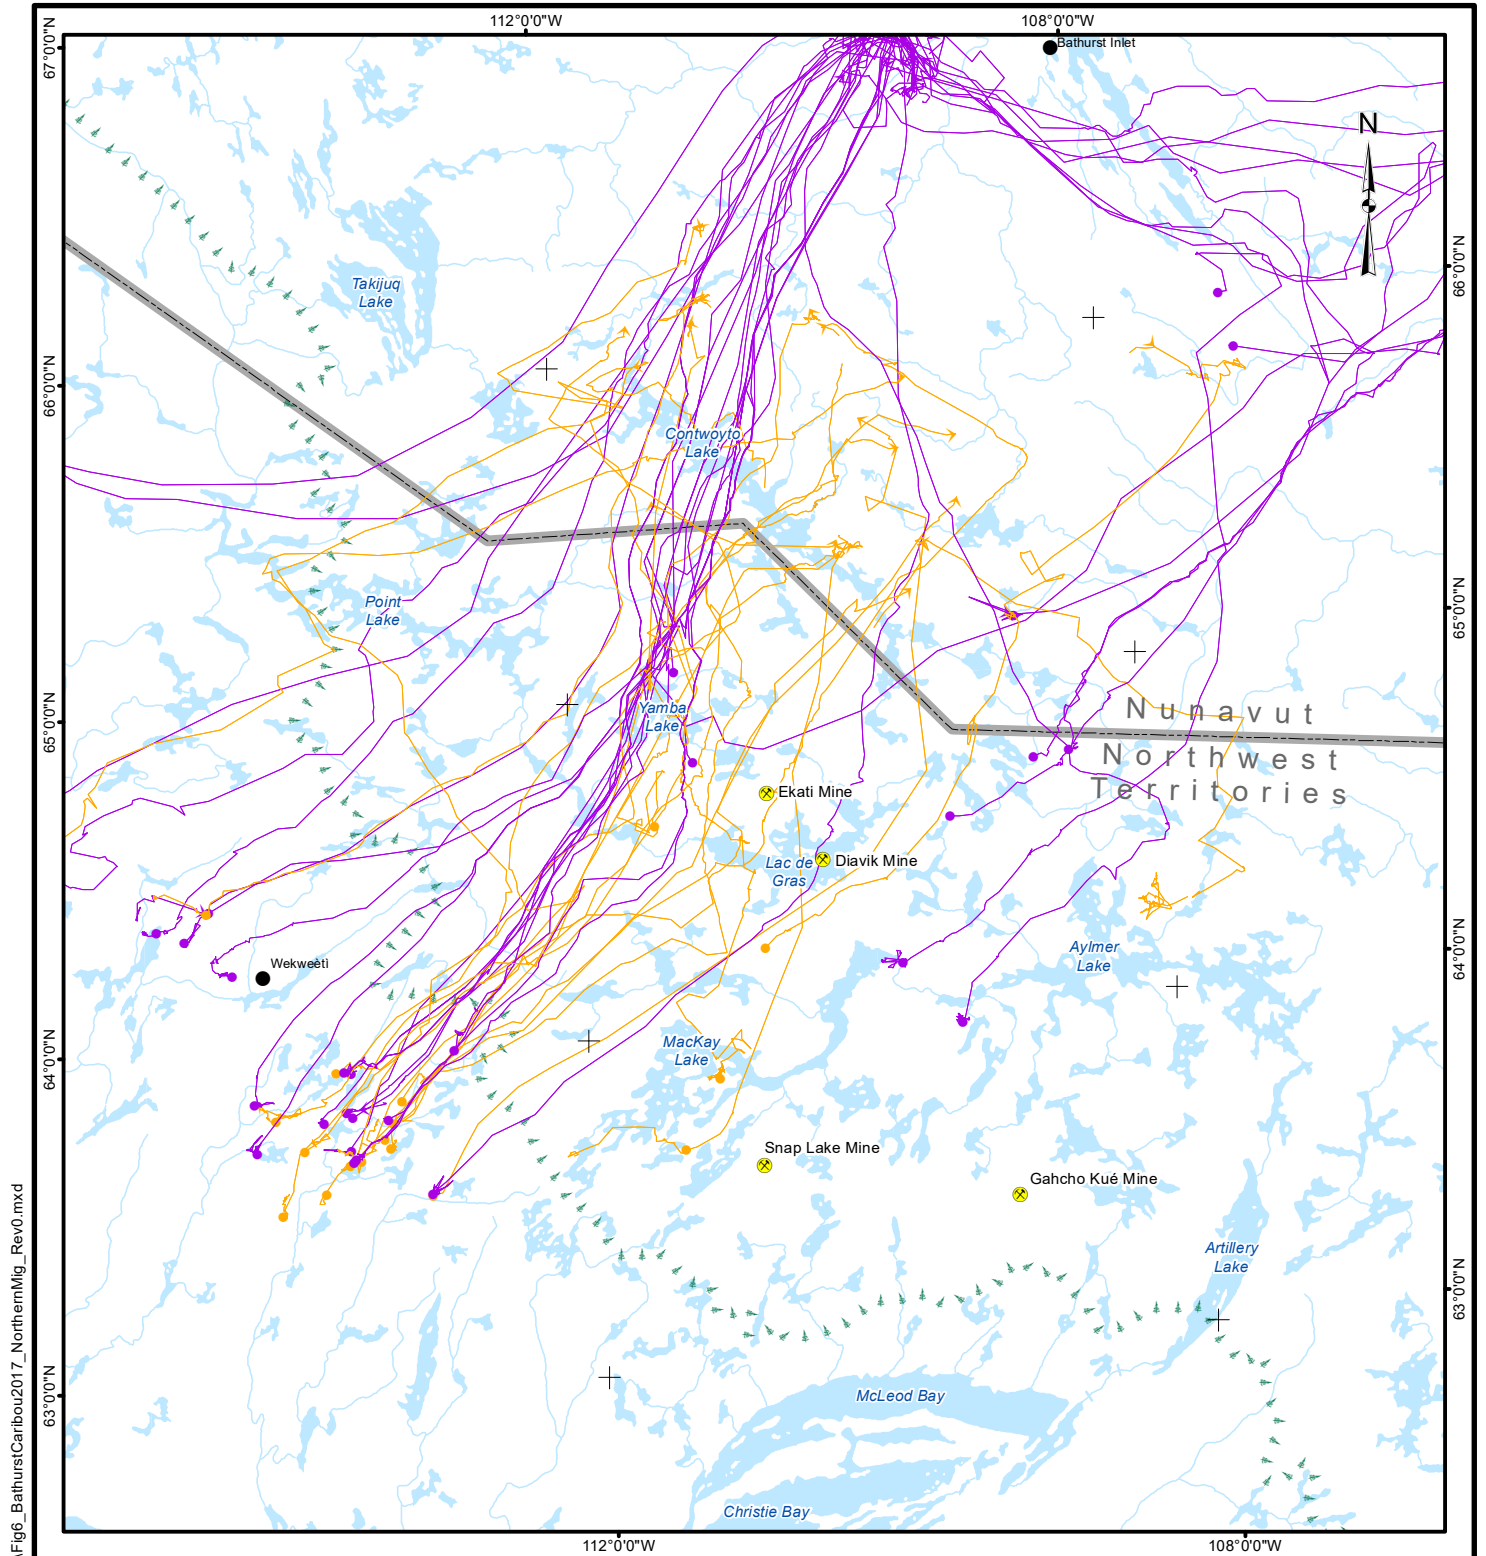 112°0'0"W
108°0'0"W
67°0'0"N
Bathurst Inlet
N
Takijuq
Lake
66°0'0"N
66°0'0"N
Contwoyto
Lake
Point
Lake
65°0'0"N
65°0'0"N
Yamba
Lake
Nunavut
Northwest
Territories
Ekati Mine
Diavik Mine
Lac de
Gras
Aylmer
Lake
64°0'0"N
Wekweètì
MacKay
Lake
64°0'0"N
Snap Lake Mine
Gahcho Kué Mine
Artillery
Lake
63°0'0"N
63°0'0"N
McLeod Bay
Christie Bay
112°0'0"W
108°0'0"W
\Fig6_BathurstCaribou2017_NorthernMig_Rev0.mxd